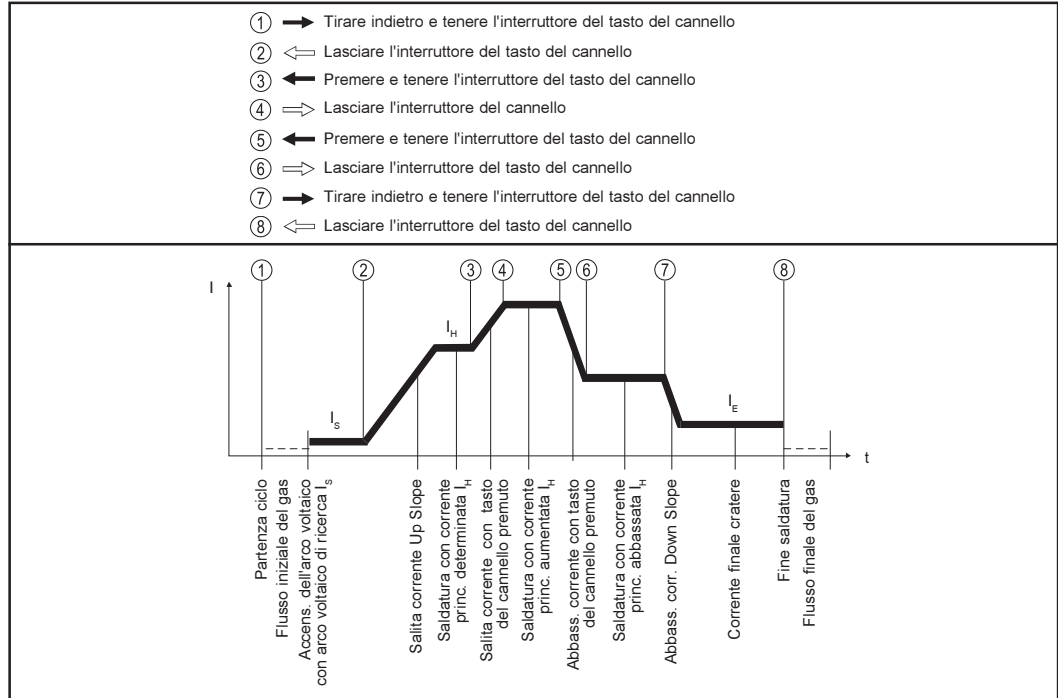 1 Tirare indietro e tenere l'interruttore del tasto del cannello
2 Lasciare l'interruttore del tasto del cannello
3 Premere e tenere l'interruttore del tasto del cannello
4 Lasciare l'interruttore del cannello
5 Premere e tenere l'interruttore del tasto del cannello
6 Lasciare l'interruttore del tasto del cannello
7 Tirare indietro e tenere l'interruttore del tasto del cannello
8 Lasciare l'interruttore del tasto del cannello
1 2 3 4 5 6 7 8
I
I_H
I_S
I_E
t
Partenza ciclo
Flusso iniziale del gas
Accens. dell'arco voltaico
con arco voltaico di ricerca I_S
Salita corrente Up Slope
Saldatura con corrente
princ. determinata I_H
Salita corrente con tasto
del cannello premuto
Saldatura con corrente
princ. aumentata I_H
Abbass. corrente con tasto
del cannello premuto
Saldatura con corrente
princ. abbassata I_H
Abbass. corr. Down Slope
Corrente finale cratere
Fine saldatura
Flusso finale del gas